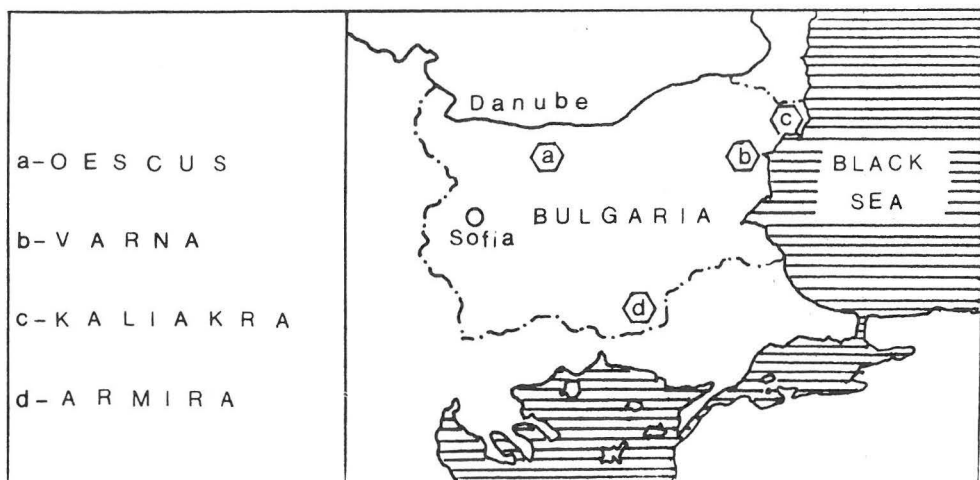 a-OESCUS
b-VARNA
c-KALIAKRA
d-ARMIRA
Danube
c
a
b
BLACK
SEA
BULGARIA
Sofia
d